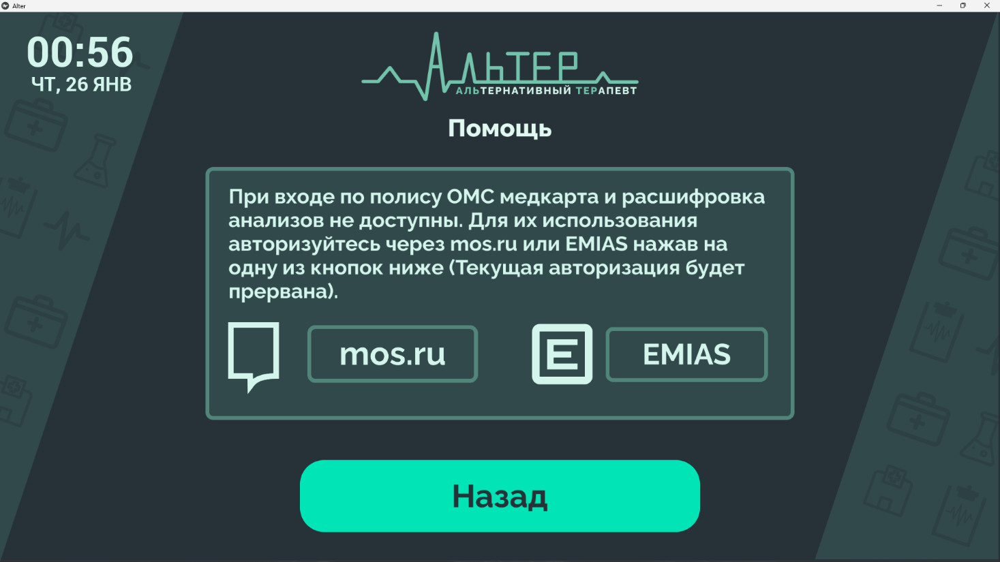 Alter
00:56
ЧТ, 26 ЯНВ
АЛЬТЕР
АЛЬТЕРНАТИВНЫЙ ТЕРАПЕВТ
Помощь
При входе по полису ОМС медкарта и расшифровка
анализов не доступны. Для их использования
авторизуйтесь через mos.ru или EMIAS нажав на
одну из кнопок ниже (Текущая авторизация будет
прервана).
mos.ru
E
EMIAS
Назад